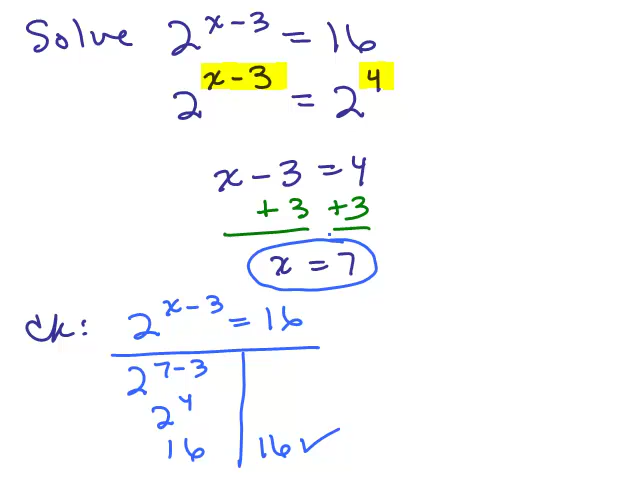 Solve 2^(x-3) = 16
2^(x-3) = 2^4
x - 3 = 4
+3 +3
x = 7
ck: 2^(x-3) = 16
2^(7-3)
2^4
16 16 ✓